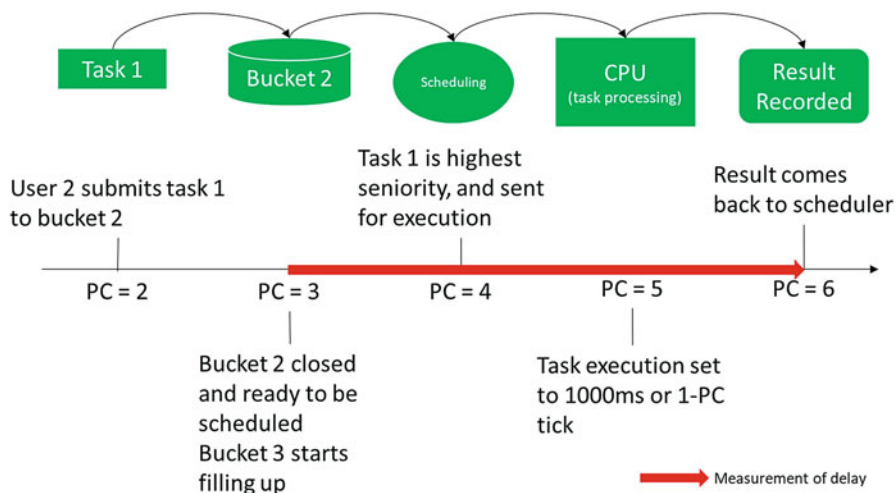 Task 1
Bucket 2
Scheduling
CPU
(task processing)
Result
Recorded
User 2 submits task 1
to bucket 2
Task 1 is highest
seniority, and sent
for execution
Result comes
back to scheduler
PC = 2
PC = 3
PC = 4
PC = 5
PC = 6
Bucket 2 closed
and ready to be
scheduled
Bucket 3 starts
filling up
Task execution set
to 1000ms or 1-PC
tick
Measurement of delay